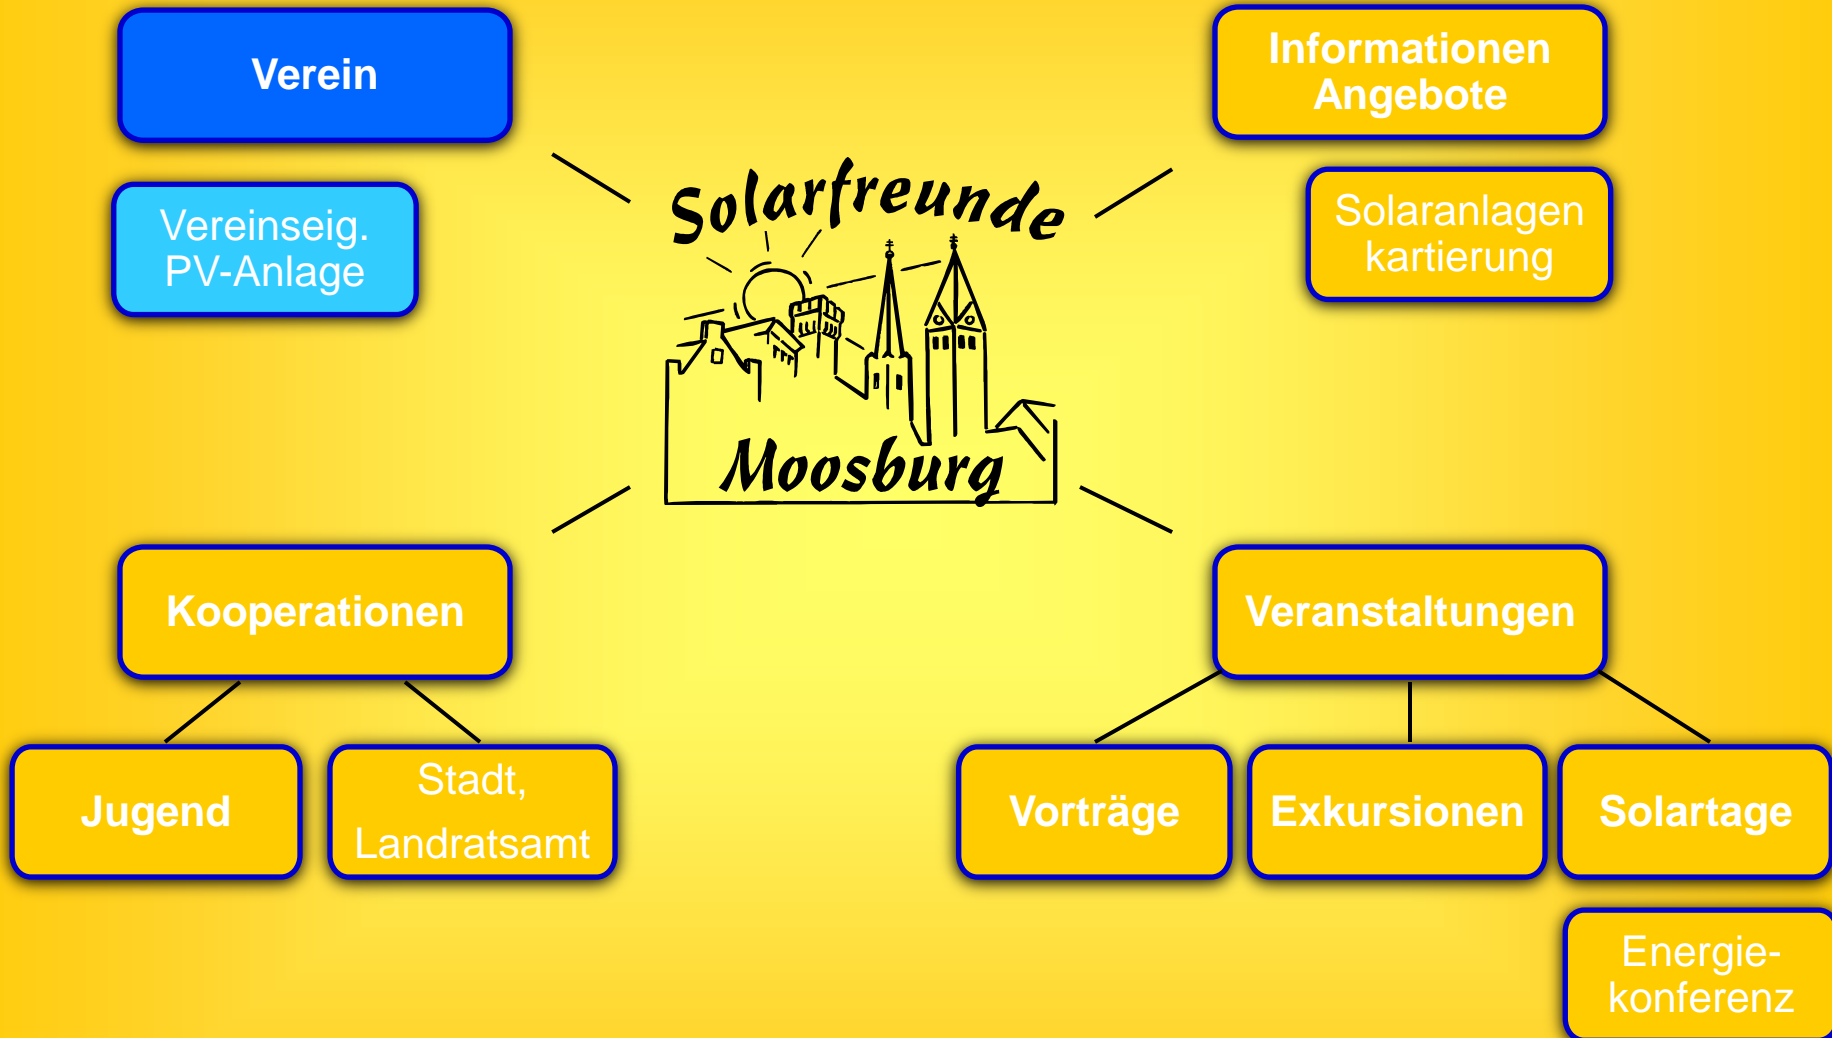 Verein
Vereinseig.
PV-Anlage
Informationen
Angebote
Solaranlagen
kartierung
Solarfreunde
Moosburg
Kooperationen
Jugend
Stadt,
Landratsamt
Veranstaltungen
Vorträge
Exkursionen
Solartage
Energie-
konferenz